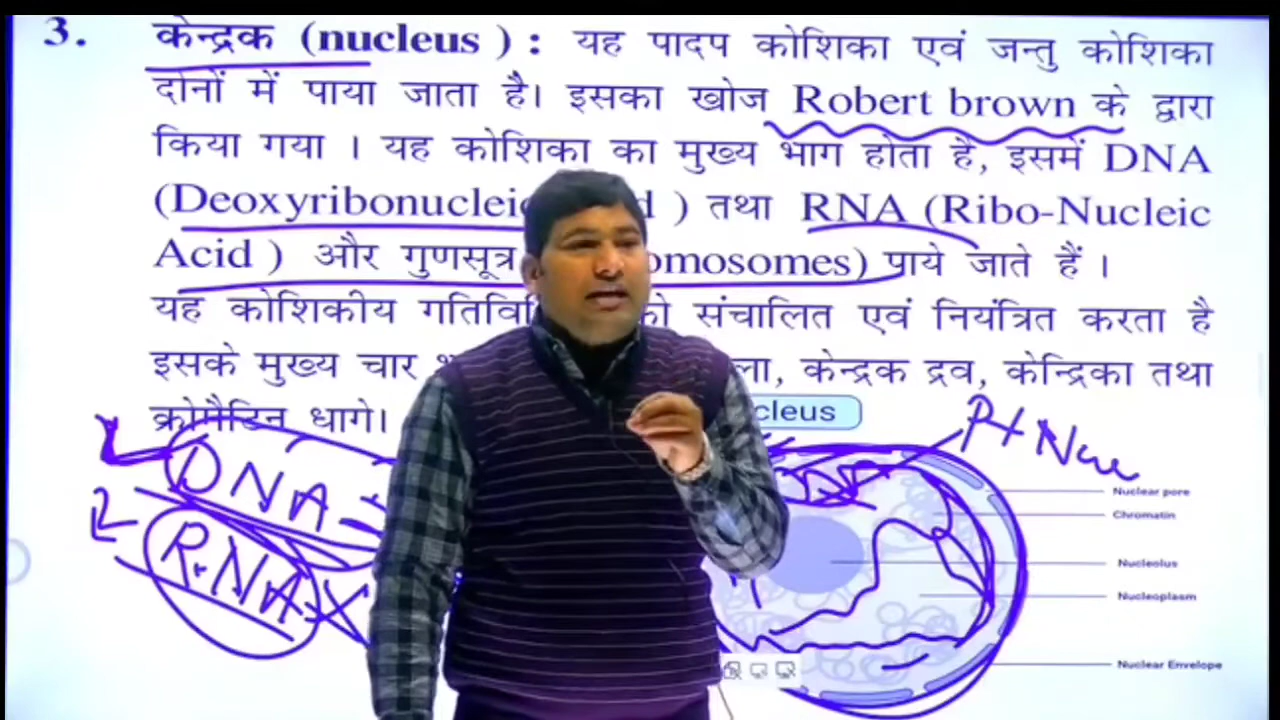 3. केन्द्रक (nucleus ) : यह पादप कोशिका एवं जन्तु कोशिका
दोनों में पाया जाता है। इसका खोज Robert brown के द्वारा
किया गया । यह कोशिका का मुख्य भाग होता है, इसमें DNA
(Deoxyribonucleic d ) तथा RNA (Ribo-Nucleic
Acid ) और गुणसूत्र omosomes) प्राये जाते हैं ।
यह कोशिकीय गतिवि को संचालित एवं नियंत्रित करता है
इसके मुख्य चार ला, केन्द्रक द्रव, केन्द्रिका तथा
क्रोमैटिन धागे।
cleus
DNA
RNA
Nuclear pore
Chromatin
Nucleolus
Nucleoplasm
Nuclear Envelope